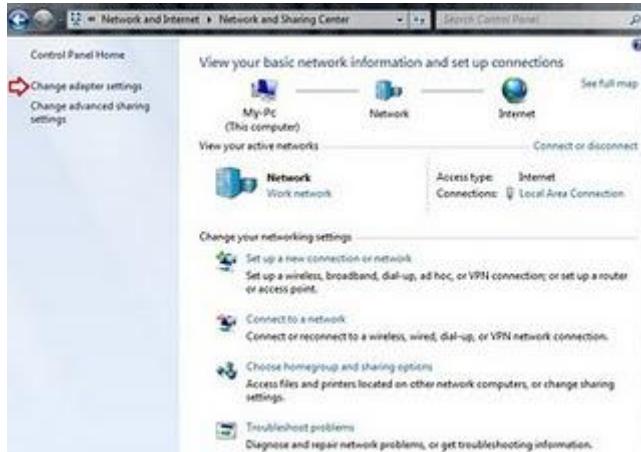 Network and Internet
Network and Sharing Center
Search Control Panel
Control Panel Home
View your basic network information and set up connections
Change adapter settings
See full map
Change advanced sharing
settings
My-Pc
Network
Internet
(This computer)
View your active networks
Connect or disconnect
Network
Access type:
Internet
Work network
Connections:
Local Area Connection
Change your networking settings
Set up a new connection or network
Set up a wireless, broadband, dial-up, ad hoc, or VPN connection; or set up a router
or access point.
Connect to a network
Connect or reconnect to a wireless, wired, dial-up, or VPN network connection.
Choose homegroup and sharing options
Access files and printers located on other network computers, or change sharing
settings.
Troubleshoot problems
Diagnose and repair network problems, or get troubleshooting information.